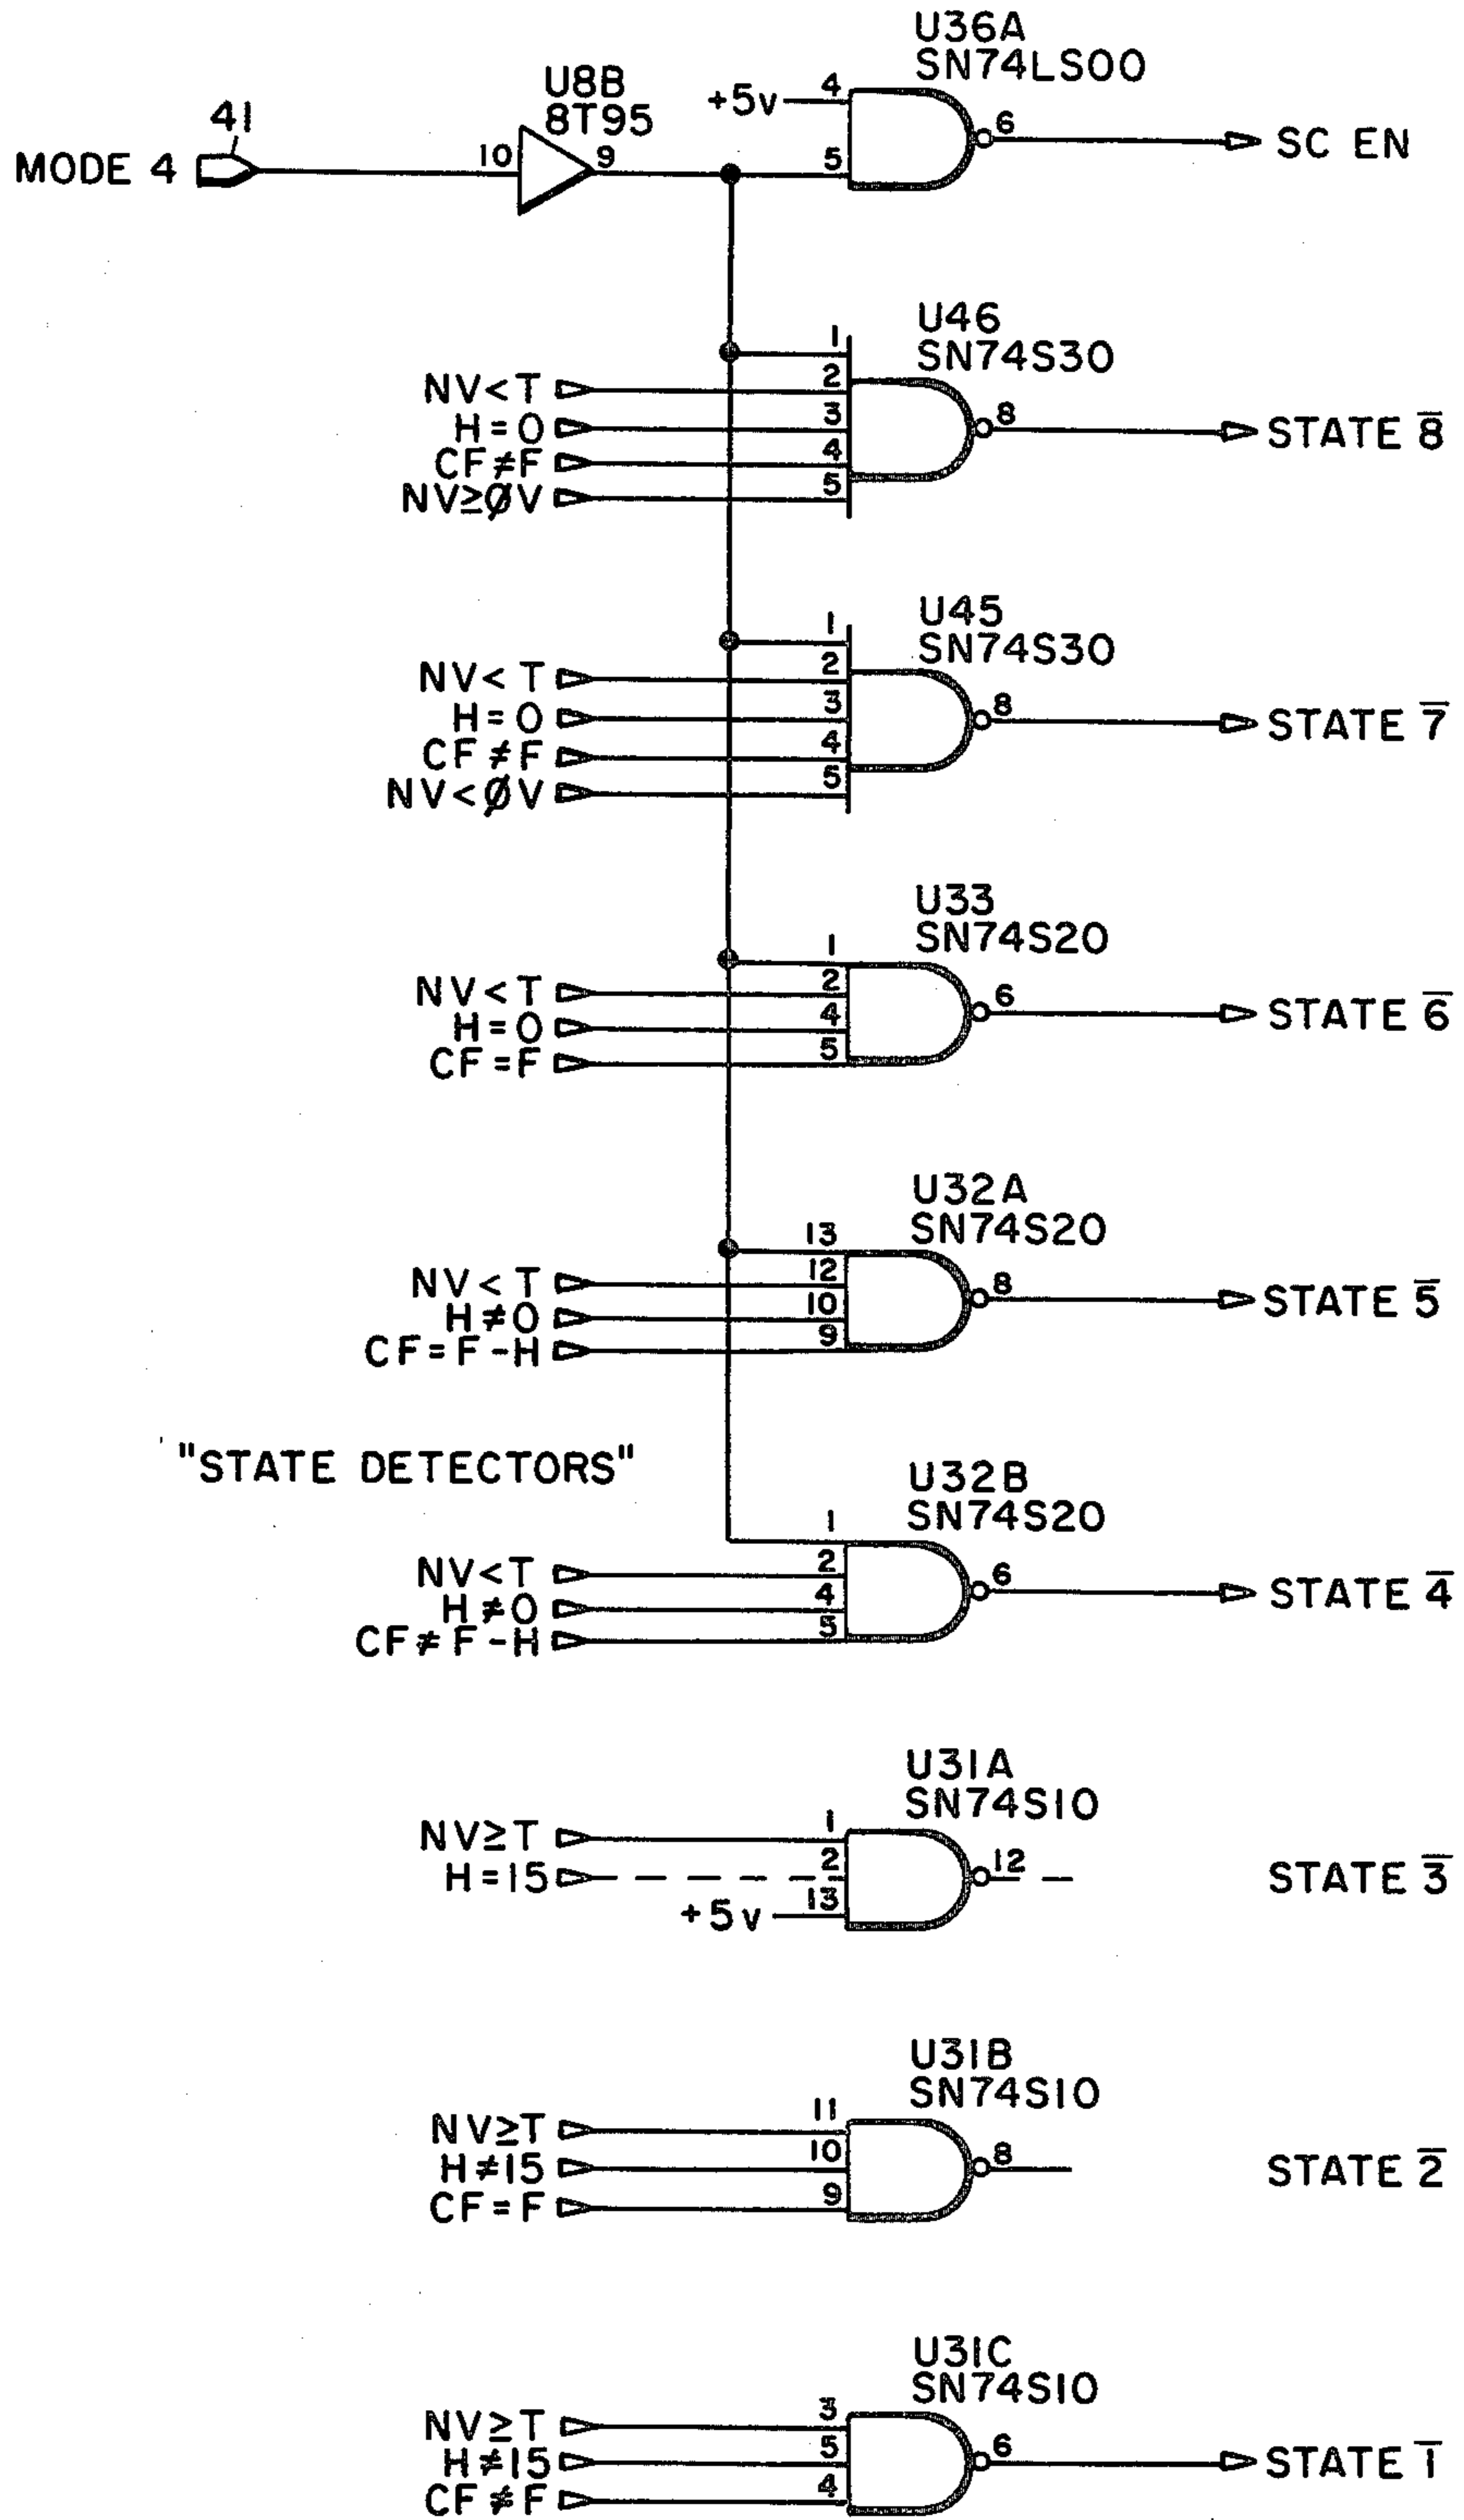 U36A
SN74LS00
U8B
8T95
41
MODE 4
10
9
+5v
4
5
6
SC EN
U46
SN74S30
1
NV<T 2
H=0 3
CF≠F 4
NV≥ØV 5
8
STATE 8̅
U45
SN74S30
1
NV<T 2
H=0 3
CF≠F 4
NV<ØV 5
8
STATE 7̅
U33
SN74S20
1
NV<T 2
H=0 4
CF=F 5
6
STATE 6̅
U32A
SN74S20
13
NV<T 12
H≠0 10
CF=F-H 9
8
STATE 5̅
"STATE DETECTORS"
U32B
SN74S20
1
NV<T 2
H≠0 4
CF≠F-H 5
6
STATE 4̅
U31A
SN74S10
NV≥T 1
H=15 2
+5v 13
12
STATE 3̅
U31B
SN74S10
NV≥T 11
H≠15 10
CF=F 9
8
STATE 2̅
U31C
SN74S10
NV≥T 3
H≠15 5
CF≠F 4
6
STATE 1̅